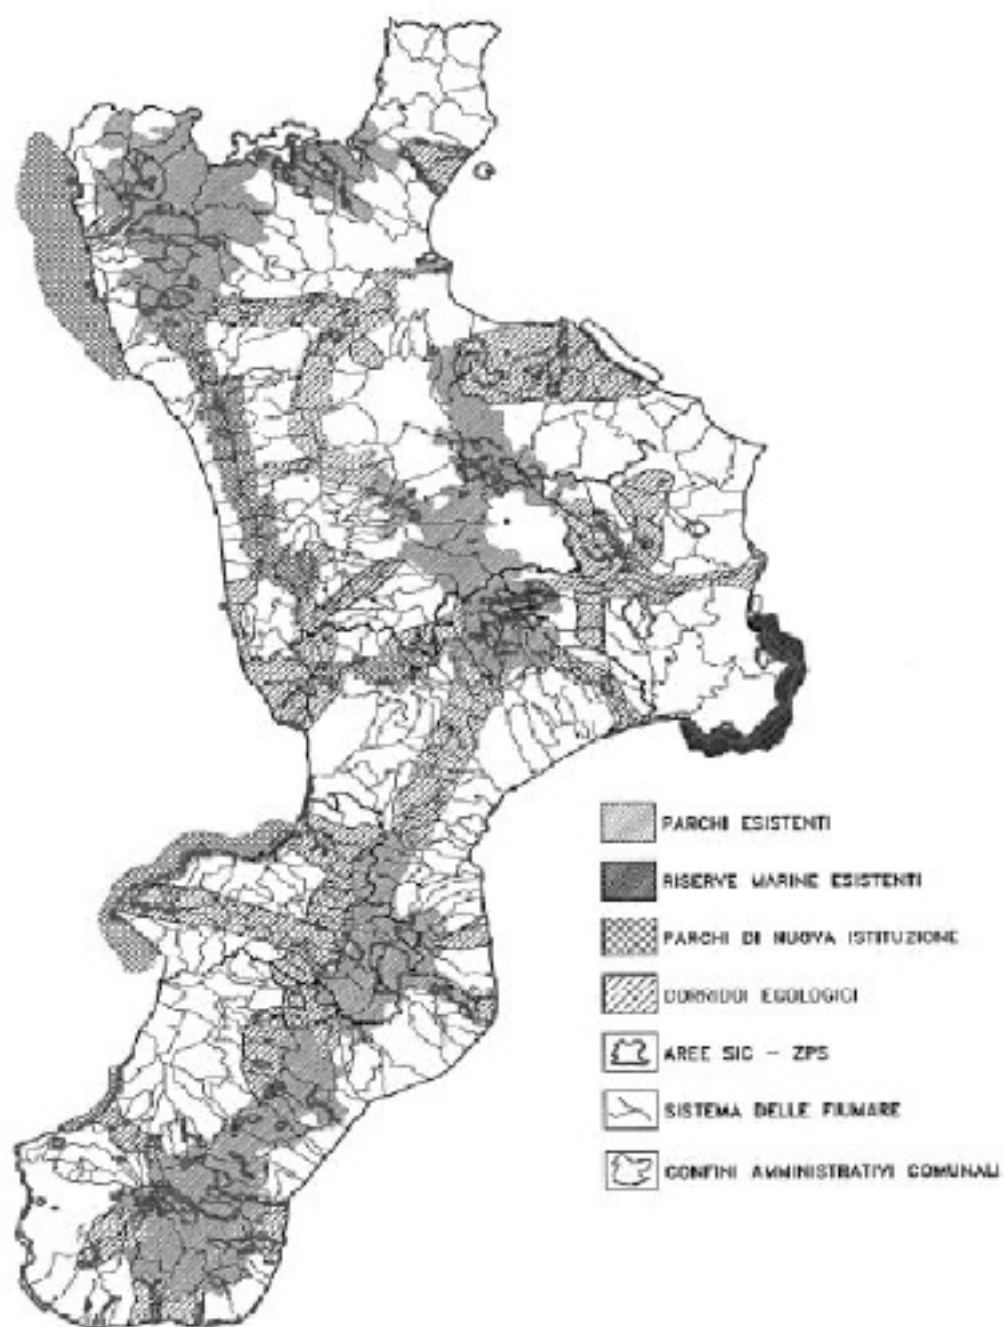 PARCHI ESISTENTI
RISERVE MARINE ESISTENTI
PARCHI DI NUOVA ISTITUZIONE
CORRIDOI ECOLOGICI
AREE SIC - ZPS
SISTEMA DELLE FIUMARE
CONFINI AMMINISTRATIVI COMUNALI